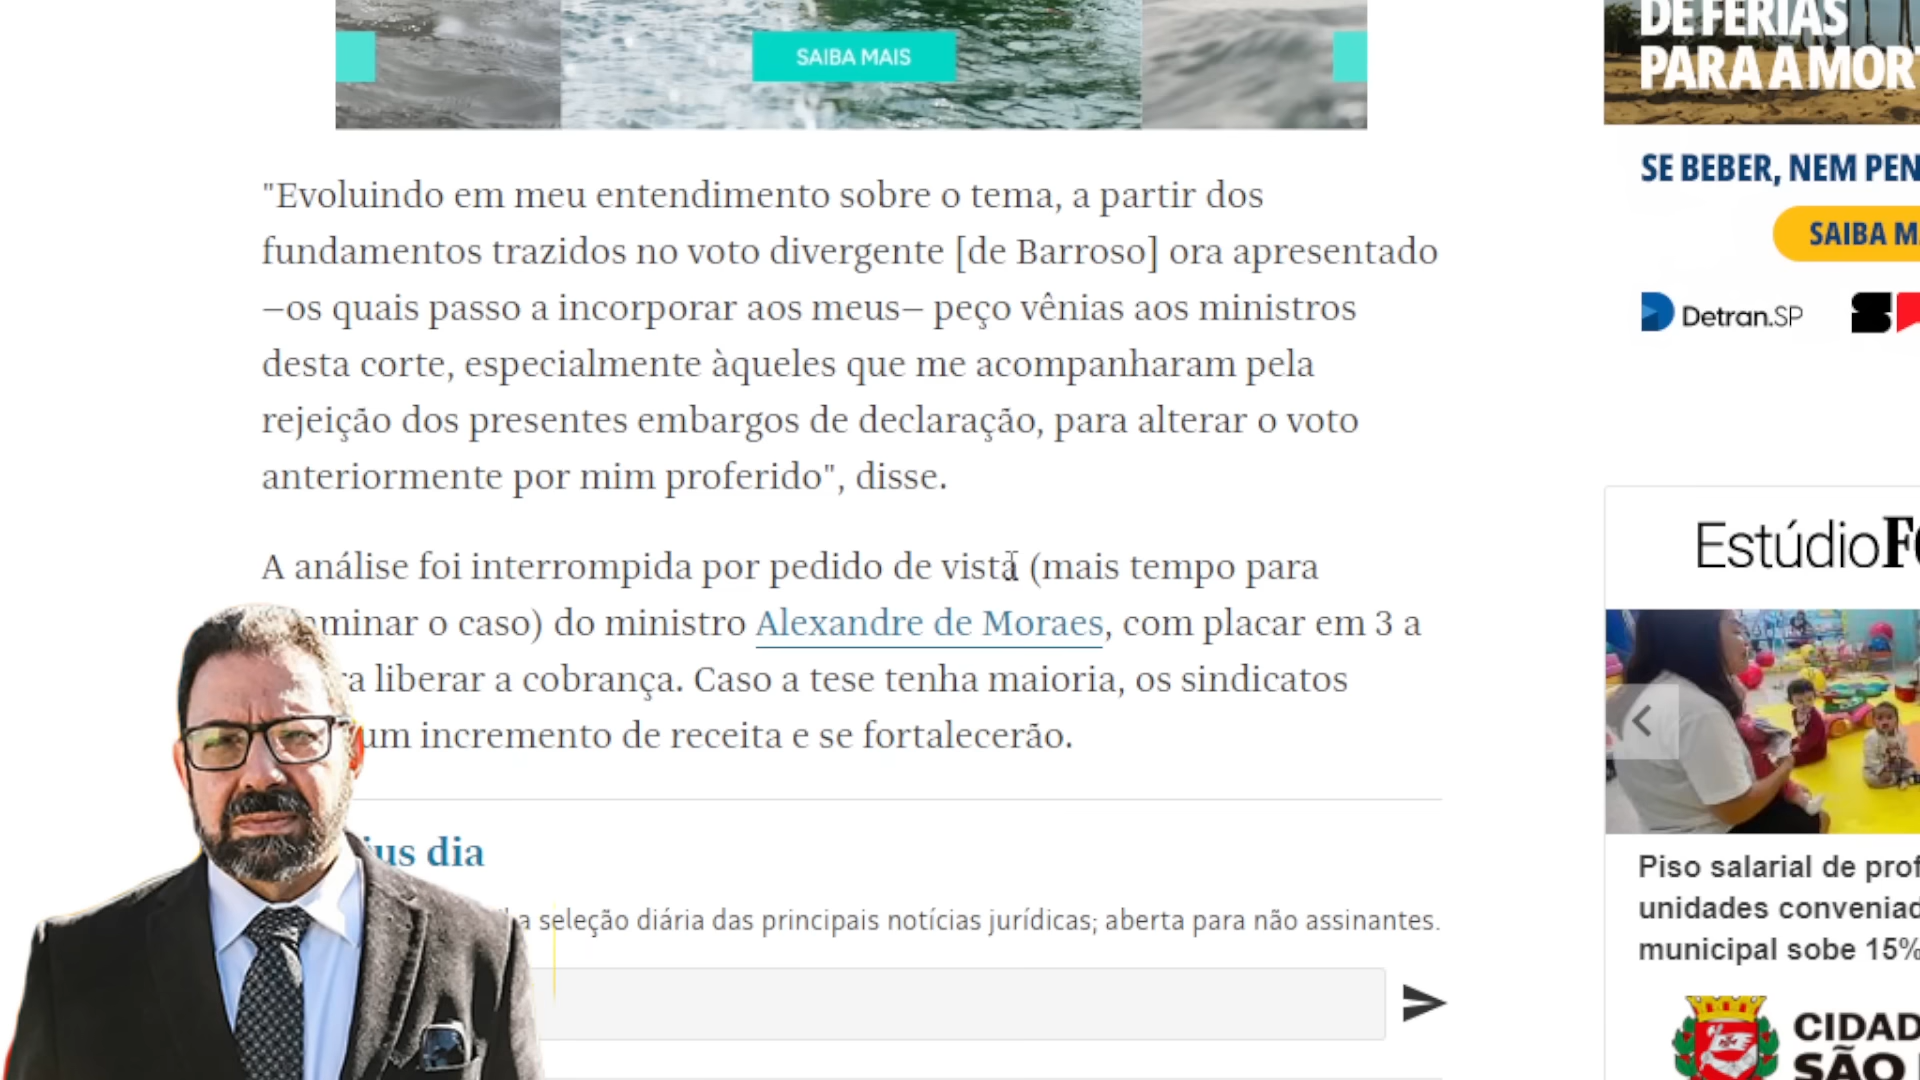 SAIBA MAIS
DE FÉRIAS
PARA A MOR
SE BEBER, NEM PEN
SAIBA M
Detran.SP
"Evoluindo em meu entendimento sobre o tema, a partir dos
fundamentos trazidos no voto divergente [de Barroso] ora apresentado
—os quais passo a incorporar aos meus— peço vênias aos ministros
desta corte, especialmente àqueles que me acompanharam pela
rejeição dos presentes embargos de declaração, para alterar o voto
anteriormente por mim proferido", disse.
A análise foi interrompida por pedido de vista (mais tempo para
minar o caso) do ministro Alexandre de Moraes, com placar em 3 a
a liberar a cobrança. Caso a tese tenha maioria, os sindicatos
um incremento de receita e se fortalecerão.
us dia
a seleção diária das principais notícias jurídicas; aberta para não assinantes.
EstúdioF
Piso salarial de prof
unidades conveniad
municipal sobe 15%
CIDAD
SÃO